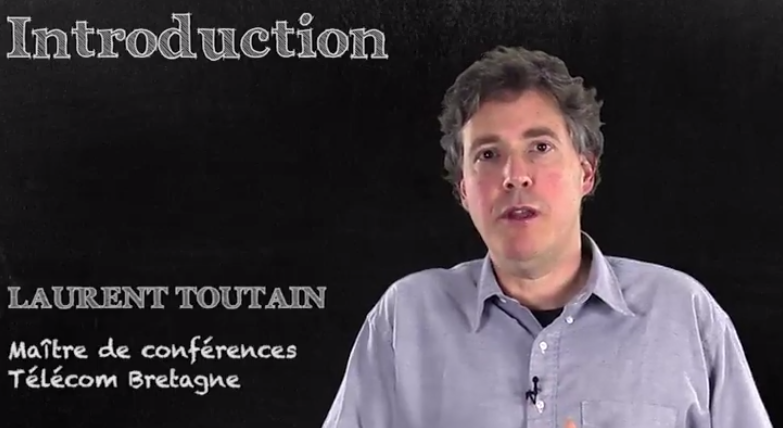 Introduction
LAURENT TOUTAIN
Maître de conférences
Télécom Bretagne